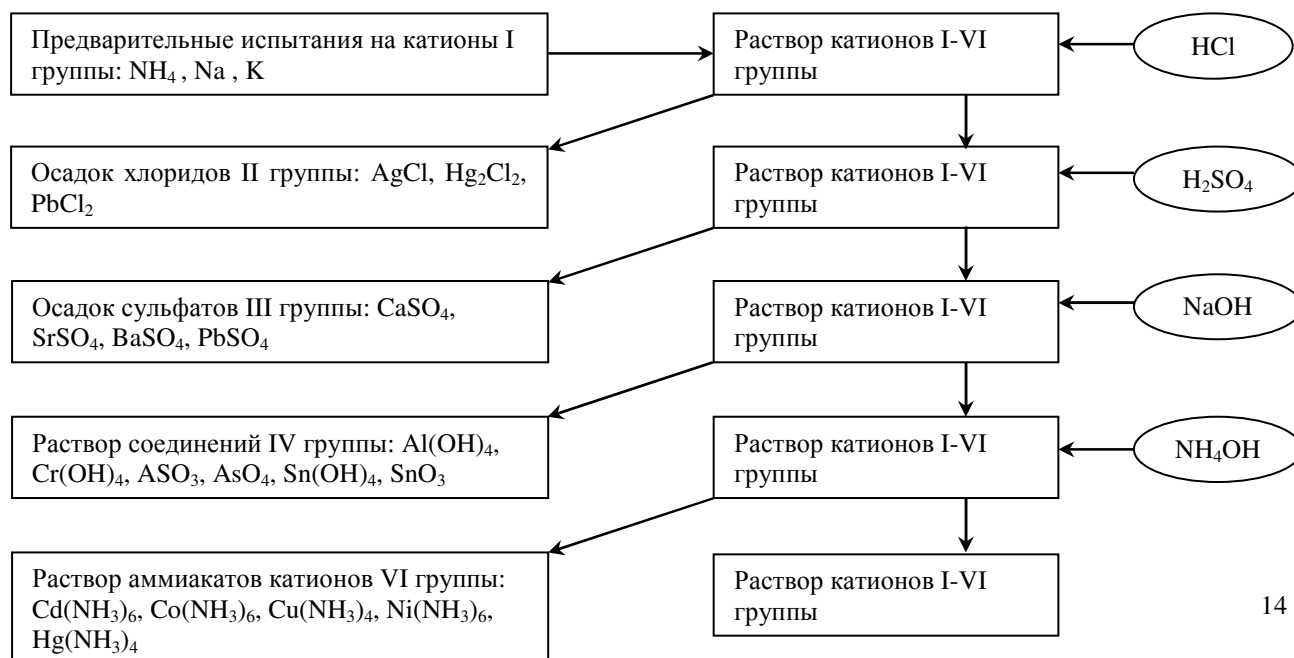 Предварительные испытания на катионы I
группы: NH₄ , Na , K
Раствор катионов I-VI
группы
HCl
Осадок хлоридов II группы: AgCl, Hg₂Cl₂,
PbCl₂
Раствор катионов I-VI
группы
H₂SO₄
Осадок сульфатов III группы: CaSO₄,
SrSO₄, BaSO₄, PbSO₄
Раствор катионов I-VI
группы
NaOH
Раствор соединений IV группы: Al(OH)₄,
Cr(OH)₄, ASO₃, AsO₄, Sn(OH)₄, SnO₃
Раствор катионов I-VI
группы
NH₄OH
Раствор аммиакатов катионов VI группы:
Cd(NH₃)₆, Co(NH₃)₆, Cu(NH₃)₄, Ni(NH₃)₆,
Hg(NH₃)₄
Раствор катионов I-VI
группы
14